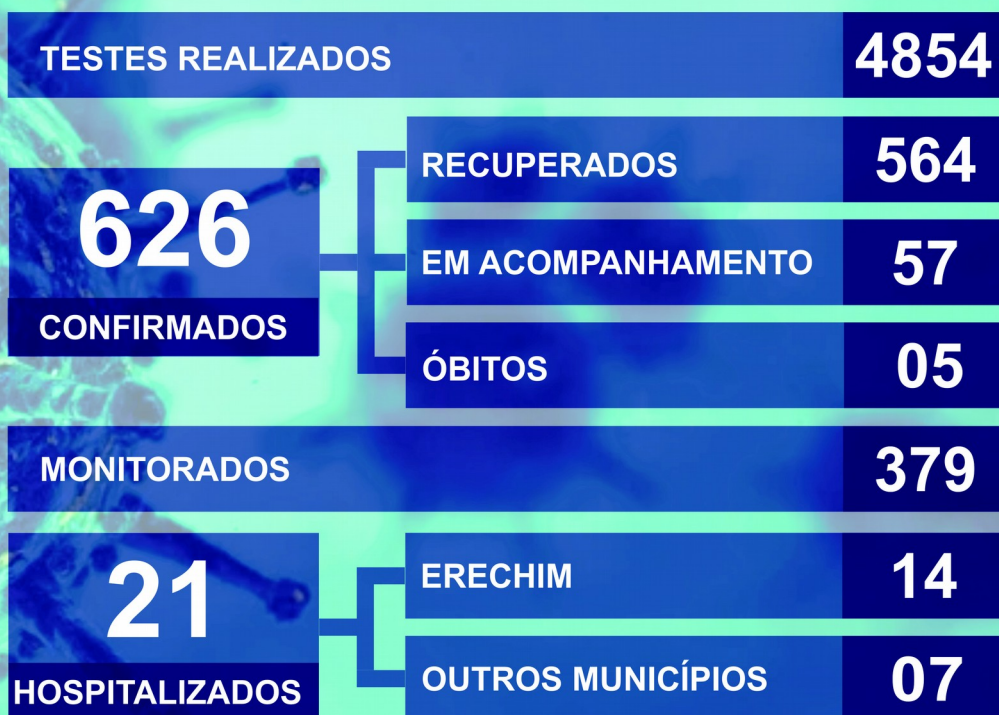 TESTES REALIZADOS 4854
626
CONFIRMADOS
RECUPERADOS 564
EM ACOMPANHAMENTO 57
ÓBITOS 05
MONITORADOS 379
21
HOSPITALIZADOS
ERECHIM 14
OUTROS MUNICÍPIOS 07